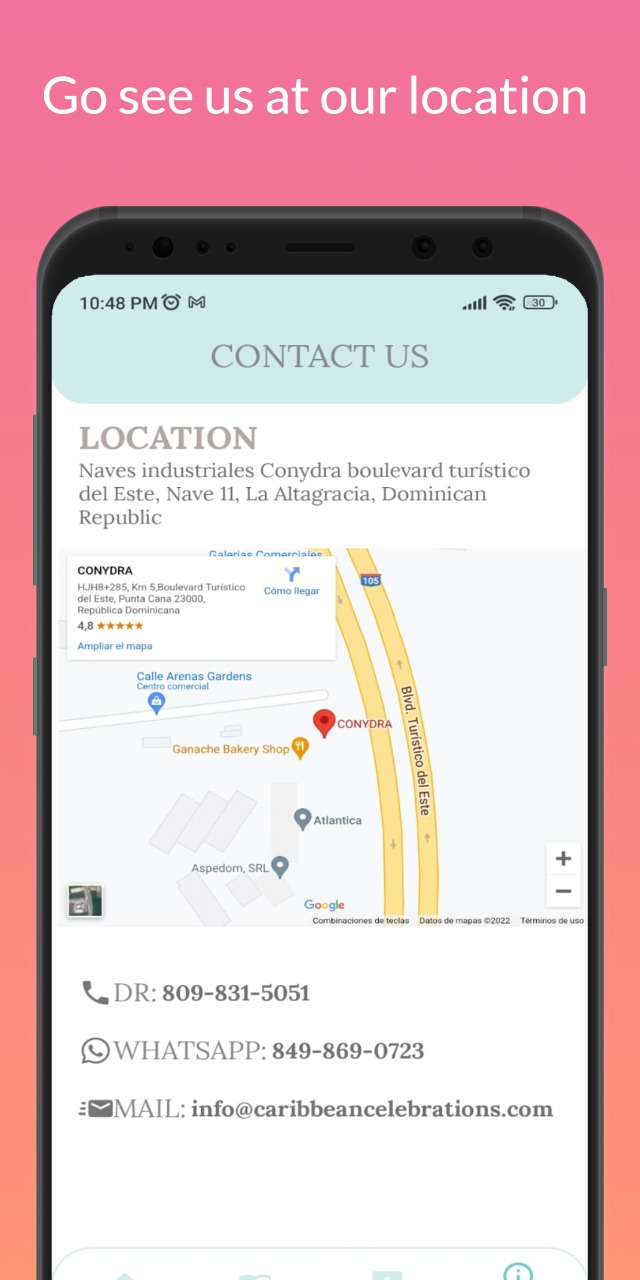 Go see us at our location
10:48 PM
30
CONTACT US
LOCATION
Naves industriales Conydra boulevard turístico
del Este, Nave 11, La Altagracia, Dominican
Republic
Galerias Comerciales
CONYDRA
HJH8+285, Km 5,Boulevard Turístico
del Este, Punta Cana 23000,
República Dominicana
4,8 ★★★★★
Cómo llegar
Ampliar el mapa
105
Calle Arenas Gardens
Centro comercial
CONYDRA
Blvd. Turístico del Este
Ganache Bakery Shop
Atlantica
Aspedom, SRL
+
−
Google
Combinaciones de teclas Datos de mapas ©2022 Términos de uso
DR: 809-831-5051
WHATSAPP: 849-869-0723
MAIL: info@caribbeancelebrations.com